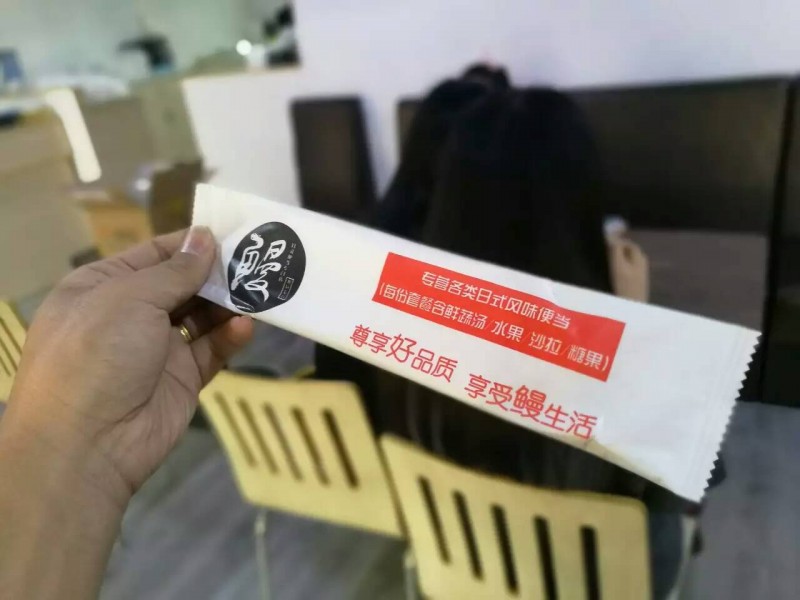 鳗
专营各类日式风味便当
(每份套餐含鲜蔬汤/水果/沙拉/糖果)
尊享好品质 享受鳗生活